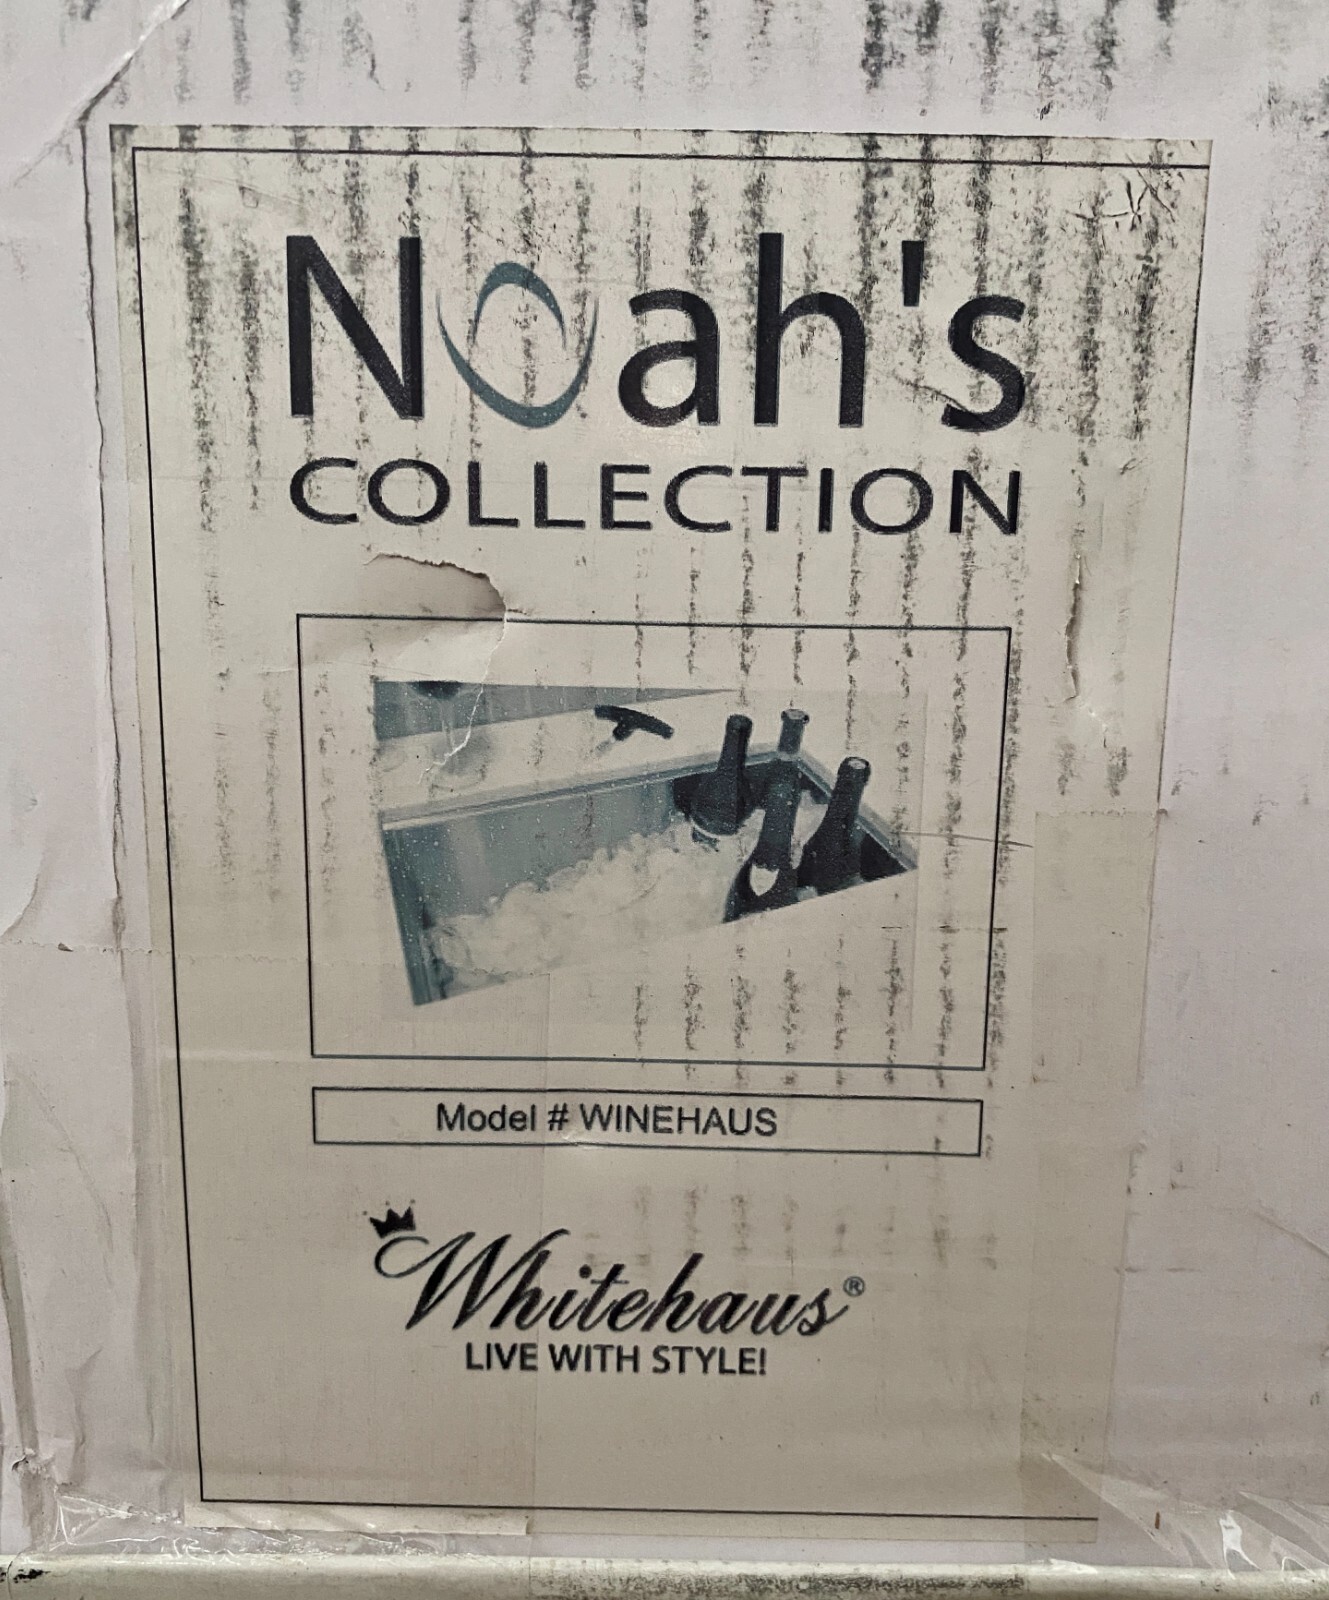 Noah's
COLLECTION
Model # WINEHAUS
Whitehaus®
LIVE WITH STYLE!